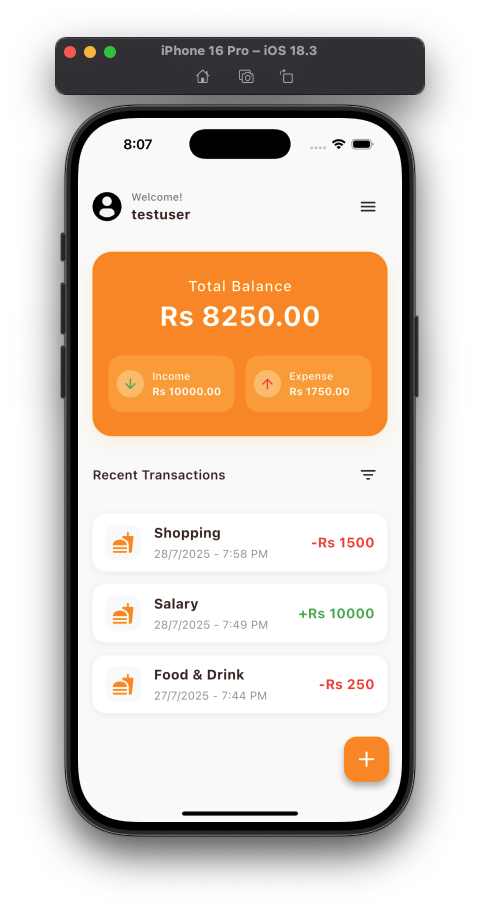 iPhone 16 Pro – iOS 18.3
8:07
Welcome!
testuser
Total Balance
Rs 8250.00
Income
Rs 10000.00
Expense
Rs 1750.00
Recent Transactions
Shopping
28/7/2025 - 7:58 PM
-Rs 1500
Salary
28/7/2025 - 7:49 PM
+Rs 10000
Food & Drink
27/7/2025 - 7:44 PM
-Rs 250